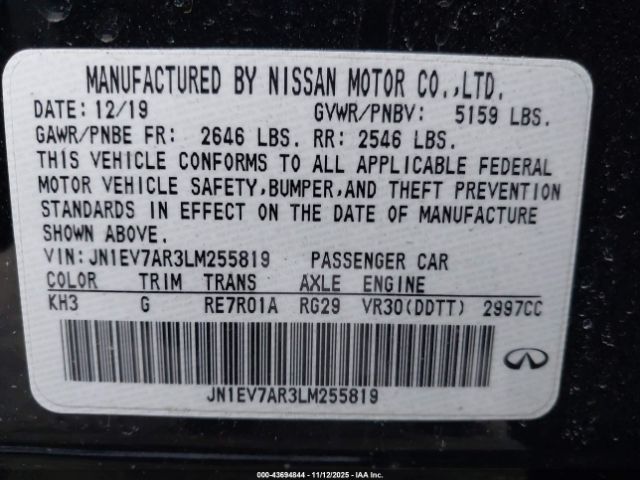 MANUFACTURED BY NISSAN MOTOR CO.,LTD.
DATE: 12/19 GVWR/PNBV: 5159 LBS.
GAWR/PNBE FR: 2646 LBS. RR: 2546 LBS.
THIS VEHICLE CONFORMS TO ALL APPLICABLE FEDERAL
MOTOR VEHICLE SAFETY,BUMPER,AND THEFT PREVENTION
STANDARDS IN EFFECT ON THE DATE OF MANUFACTURE
SHOWN ABOVE.
VIN: JN1EV7AR3LM255819 PASSENGER CAR
COLOR TRIM TRANS AXLE ENGINE
KH3 G RE7R01A RG29 VR30(DDTT) 2997CC
JN1EV7AR3LM255819
000-43694844 - 11/12/2025 - IAA Inc.